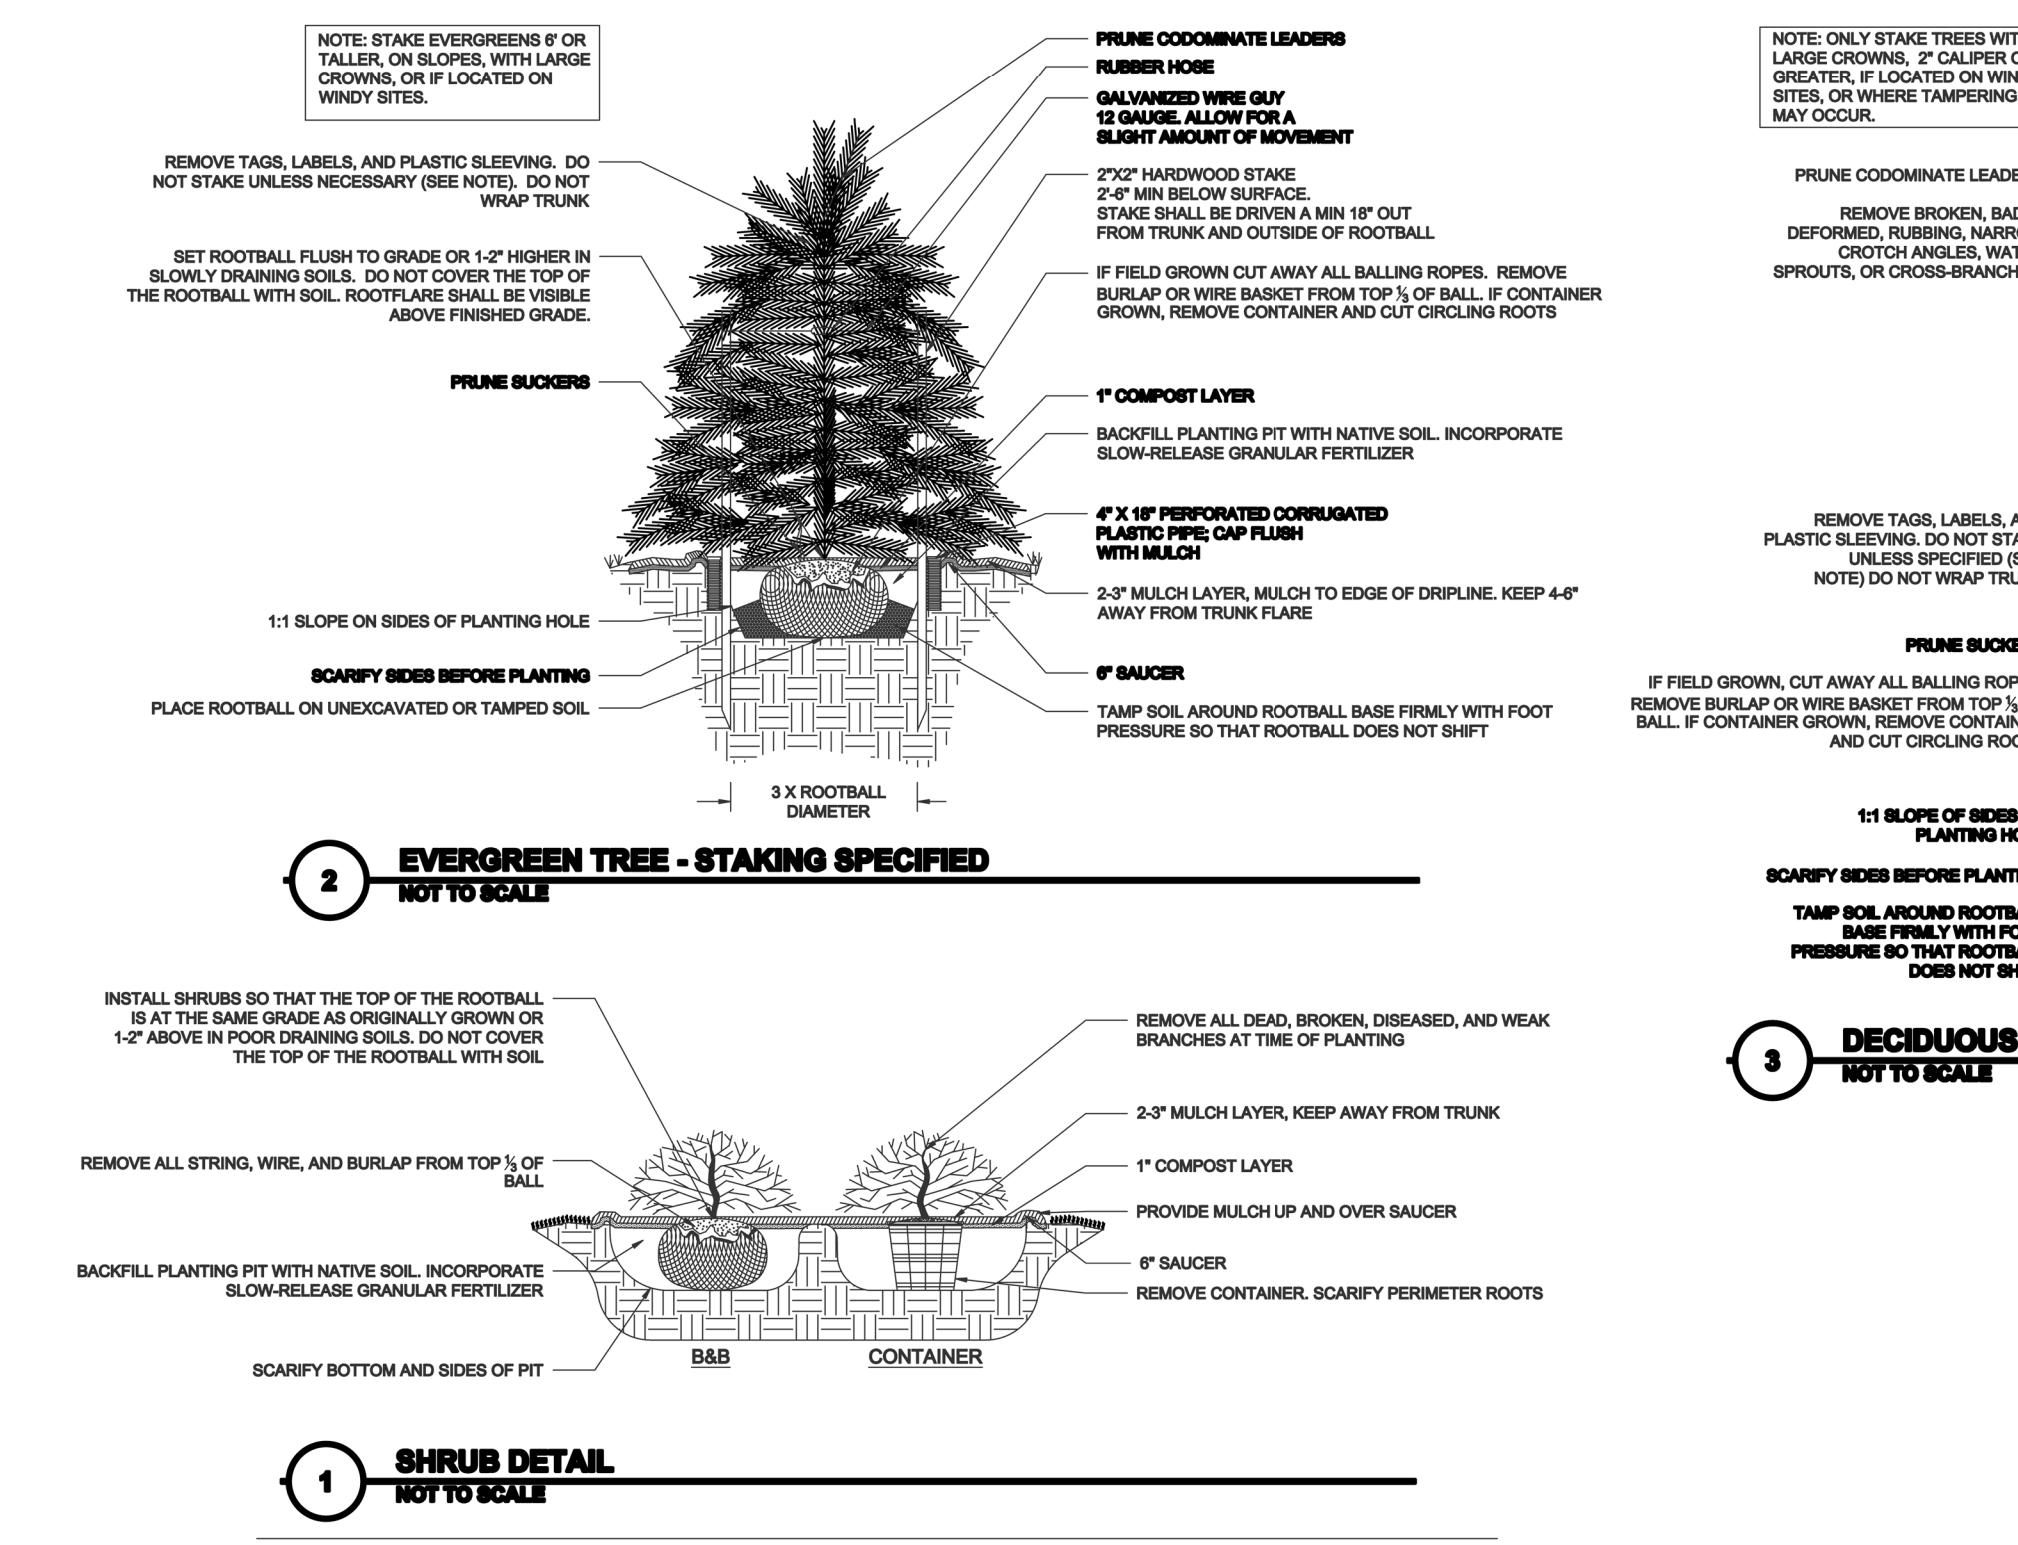 NOTE: STAKE EVERGREENS 6' OR
TALLER, ON SLOPES, WITH LARGE
CROWNS, OR IF LOCATED ON
WINDY SITES.
REMOVE TAGS, LABELS, AND PLASTIC SLEEVING. DO
NOT STAKE UNLESS NECESSARY (SEE NOTE). DO NOT
WRAP TRUNK
SET ROOTBALL FLUSH TO GRADE OR 1-2" HIGHER IN
SLOWLY DRAINING SOILS. DO NOT COVER THE TOP OF
THE ROOTBALL WITH SOIL. ROOTFLARE SHALL BE VISIBLE
ABOVE FINISHED GRADE.
PRUNE SUCKERS
1:1 SLOPE ON SIDES OF PLANTING HOLE
SCARIFY SIDES BEFORE PLANTING
PLACE ROOTBALL ON UNEXCAVATED OR TAMPED SOIL
PRUNE CODOMINATE LEADERS
RUBBER HOSE
GALVANIZED WIRE GUY
12 GAUGE. ALLOW FOR A
SLIGHT AMOUNT OF MOVEMENT
2"X2" HARDWOOD STAKE
2'-6" MIN BELOW SURFACE.
STAKE SHALL BE DRIVEN A MIN 18" OUT
FROM TRUNK AND OUTSIDE OF ROOTBALL
IF FIELD GROWN CUT AWAY ALL BALLING ROPES. REMOVE
BURLAP OR WIRE BASKET FROM TOP ⅓ OF BALL. IF CONTAINER
GROWN, REMOVE CONTAINER AND CUT CIRCLING ROOTS
1" COMPOST LAYER
BACKFILL PLANTING PIT WITH NATIVE SOIL. INCORPORATE
SLOW-RELEASE GRANULAR FERTILIZER
4" X 18" PERFORATED CORRUGATED
PLASTIC PIPE; CAP FLUSH
WITH MULCH
2-3" MULCH LAYER, MULCH TO EDGE OF DRIPLINE. KEEP 4-6"
AWAY FROM TRUNK FLARE
6" SAUCER
TAMP SOIL AROUND ROOTBALL BASE FIRMLY WITH FOOT
PRESSURE SO THAT ROOTBALL DOES NOT SHIFT
3 X ROOTBALL
DIAMETER
2
EVERGREEN TREE - STAKING SPECIFIED
NOT TO SCALE
INSTALL SHRUBS SO THAT THE TOP OF THE ROOTBALL
IS AT THE SAME GRADE AS ORIGINALLY GROWN OR
1-2" ABOVE IN POOR DRAINING SOILS. DO NOT COVER
THE TOP OF THE ROOTBALL WITH SOIL
REMOVE ALL STRING, WIRE, AND BURLAP FROM TOP ⅓ OF
BALL
BACKFILL PLANTING PIT WITH NATIVE SOIL. INCORPORATE
SLOW-RELEASE GRANULAR FERTILIZER
SCARIFY BOTTOM AND SIDES OF PIT
REMOVE ALL DEAD, BROKEN, DISEASED, AND WEAK
BRANCHES AT TIME OF PLANTING
2-3" MULCH LAYER, KEEP AWAY FROM TRUNK
1" COMPOST LAYER
PROVIDE MULCH UP AND OVER SAUCER
6" SAUCER
REMOVE CONTAINER. SCARIFY PERIMETER ROOTS
B&B
CONTAINER
1
SHRUB DETAIL
NOT TO SCALE
NOTE: ONLY STAKE TREES
LARGE CROWNS, 2" CALIPER
GREATER, IF LOCATED ON
SITES, OR WHERE TAMPERING
MAY OCCUR.
PRUNE CODOMINATE
REMOVE BROKEN,
DEFORMED, RUBBING,
CROTCH ANGLES,
SPROUTS, OR
REMOVE TAGS, LABELS,
PLASTIC SLEEVING. DO NOT
UNLESS SPECIFIED
NOTE) DO NOT WRAP
PRUNE
IF FIELD GROWN, CUT AWAY ALL BALLING
REMOVE BURLAP OR WIRE BASKET FROM TOP ⅓
BALL. IF CONTAINER GROWN, REMOVE
AND CUT CIRCLING
1:1 SLOPE OF SIDES
PLANTING
SCARIFY SIDES BEFORE
TAMP SOIL AROUND
BASE FIRMLY WITH
PRESSURE SO THAT
DOES NOT
3
DECIDUOUS
NOT TO SCALE